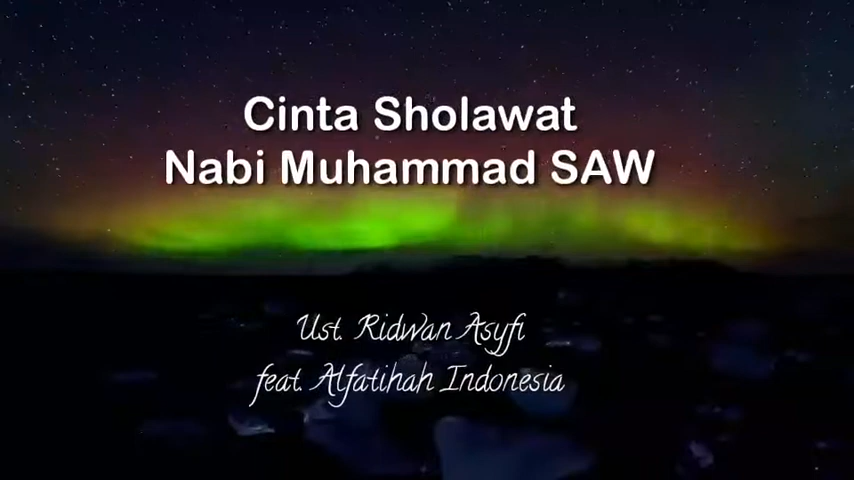 Cinta Sholawat
Nabi Muhammad SAW
Ust. Ridwan Asyfi
feat. Alfatihah Indonesia